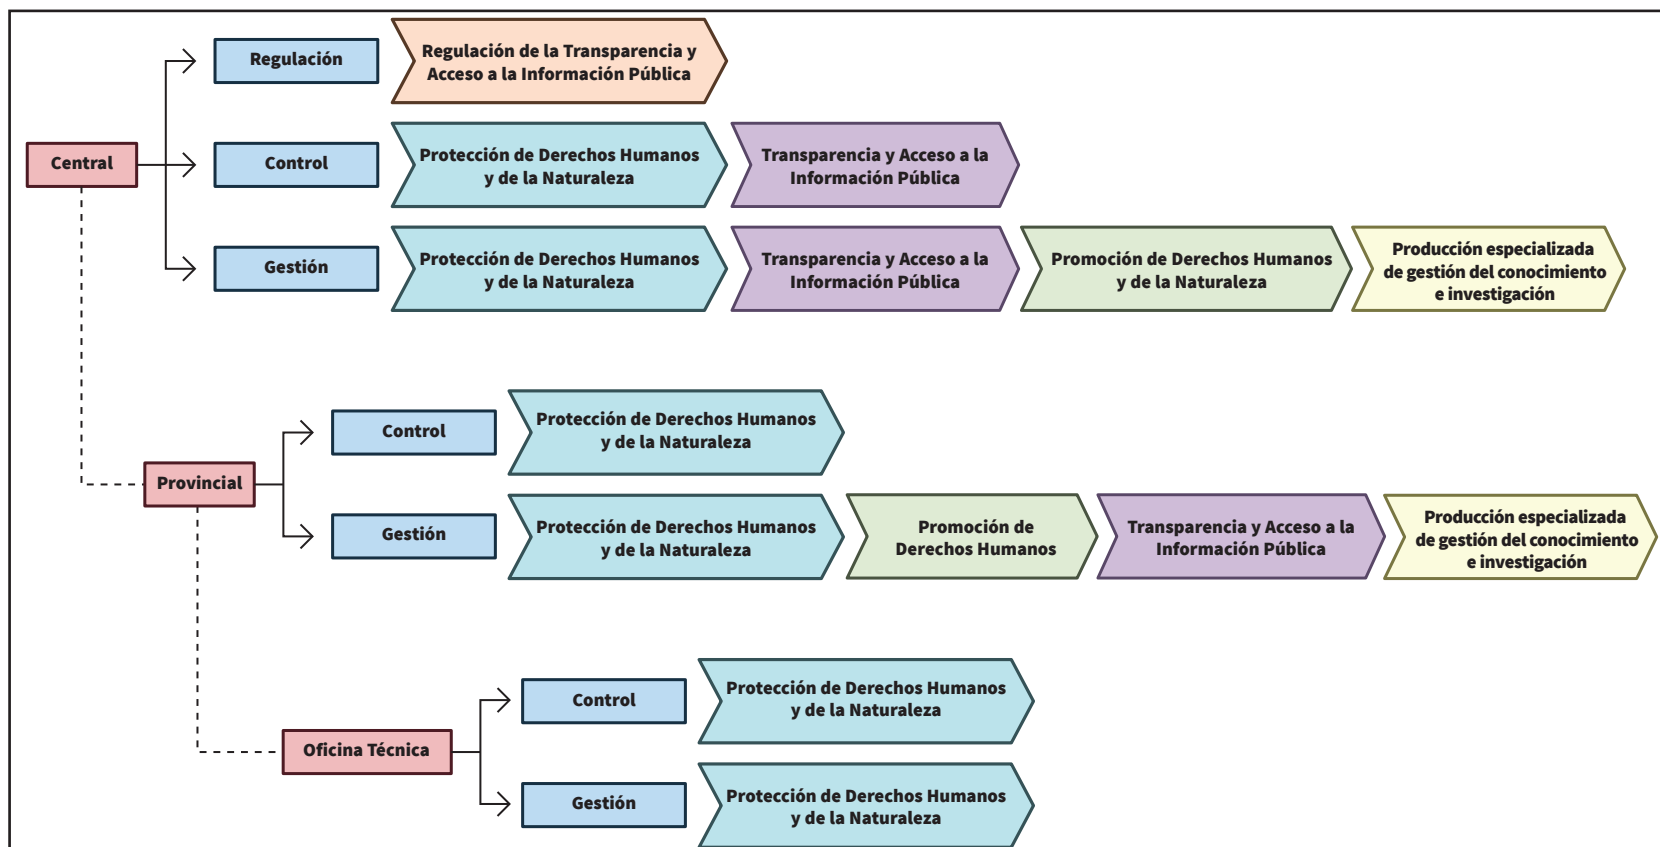 Regulación
Regulación de la Transparencia y
Acceso a la Información Pública
Central
Control
Protección de Derechos Humanos
y de la Naturaleza
Transparencia y Acceso a la
Información Pública
Gestión
Protección de Derechos Humanos
y de la Naturaleza
Transparencia y Acceso a la
Información Pública
Promoción de Derechos Humanos
y de la Naturaleza
Producción especializada
de gestión del conocimiento
e investigación
Provincial
Control
Protección de Derechos Humanos
y de la Naturaleza
Gestión
Protección de Derechos Humanos
y de la Naturaleza
Promoción de
Derechos Humanos
Transparencia y Acceso a la
Información Pública
Producción especializada
de gestión del conocimiento
e investigación
Oficina Técnica
Control
Protección de Derechos Humanos
y de la Naturaleza
Gestión
Protección de Derechos Humanos
y de la Naturaleza